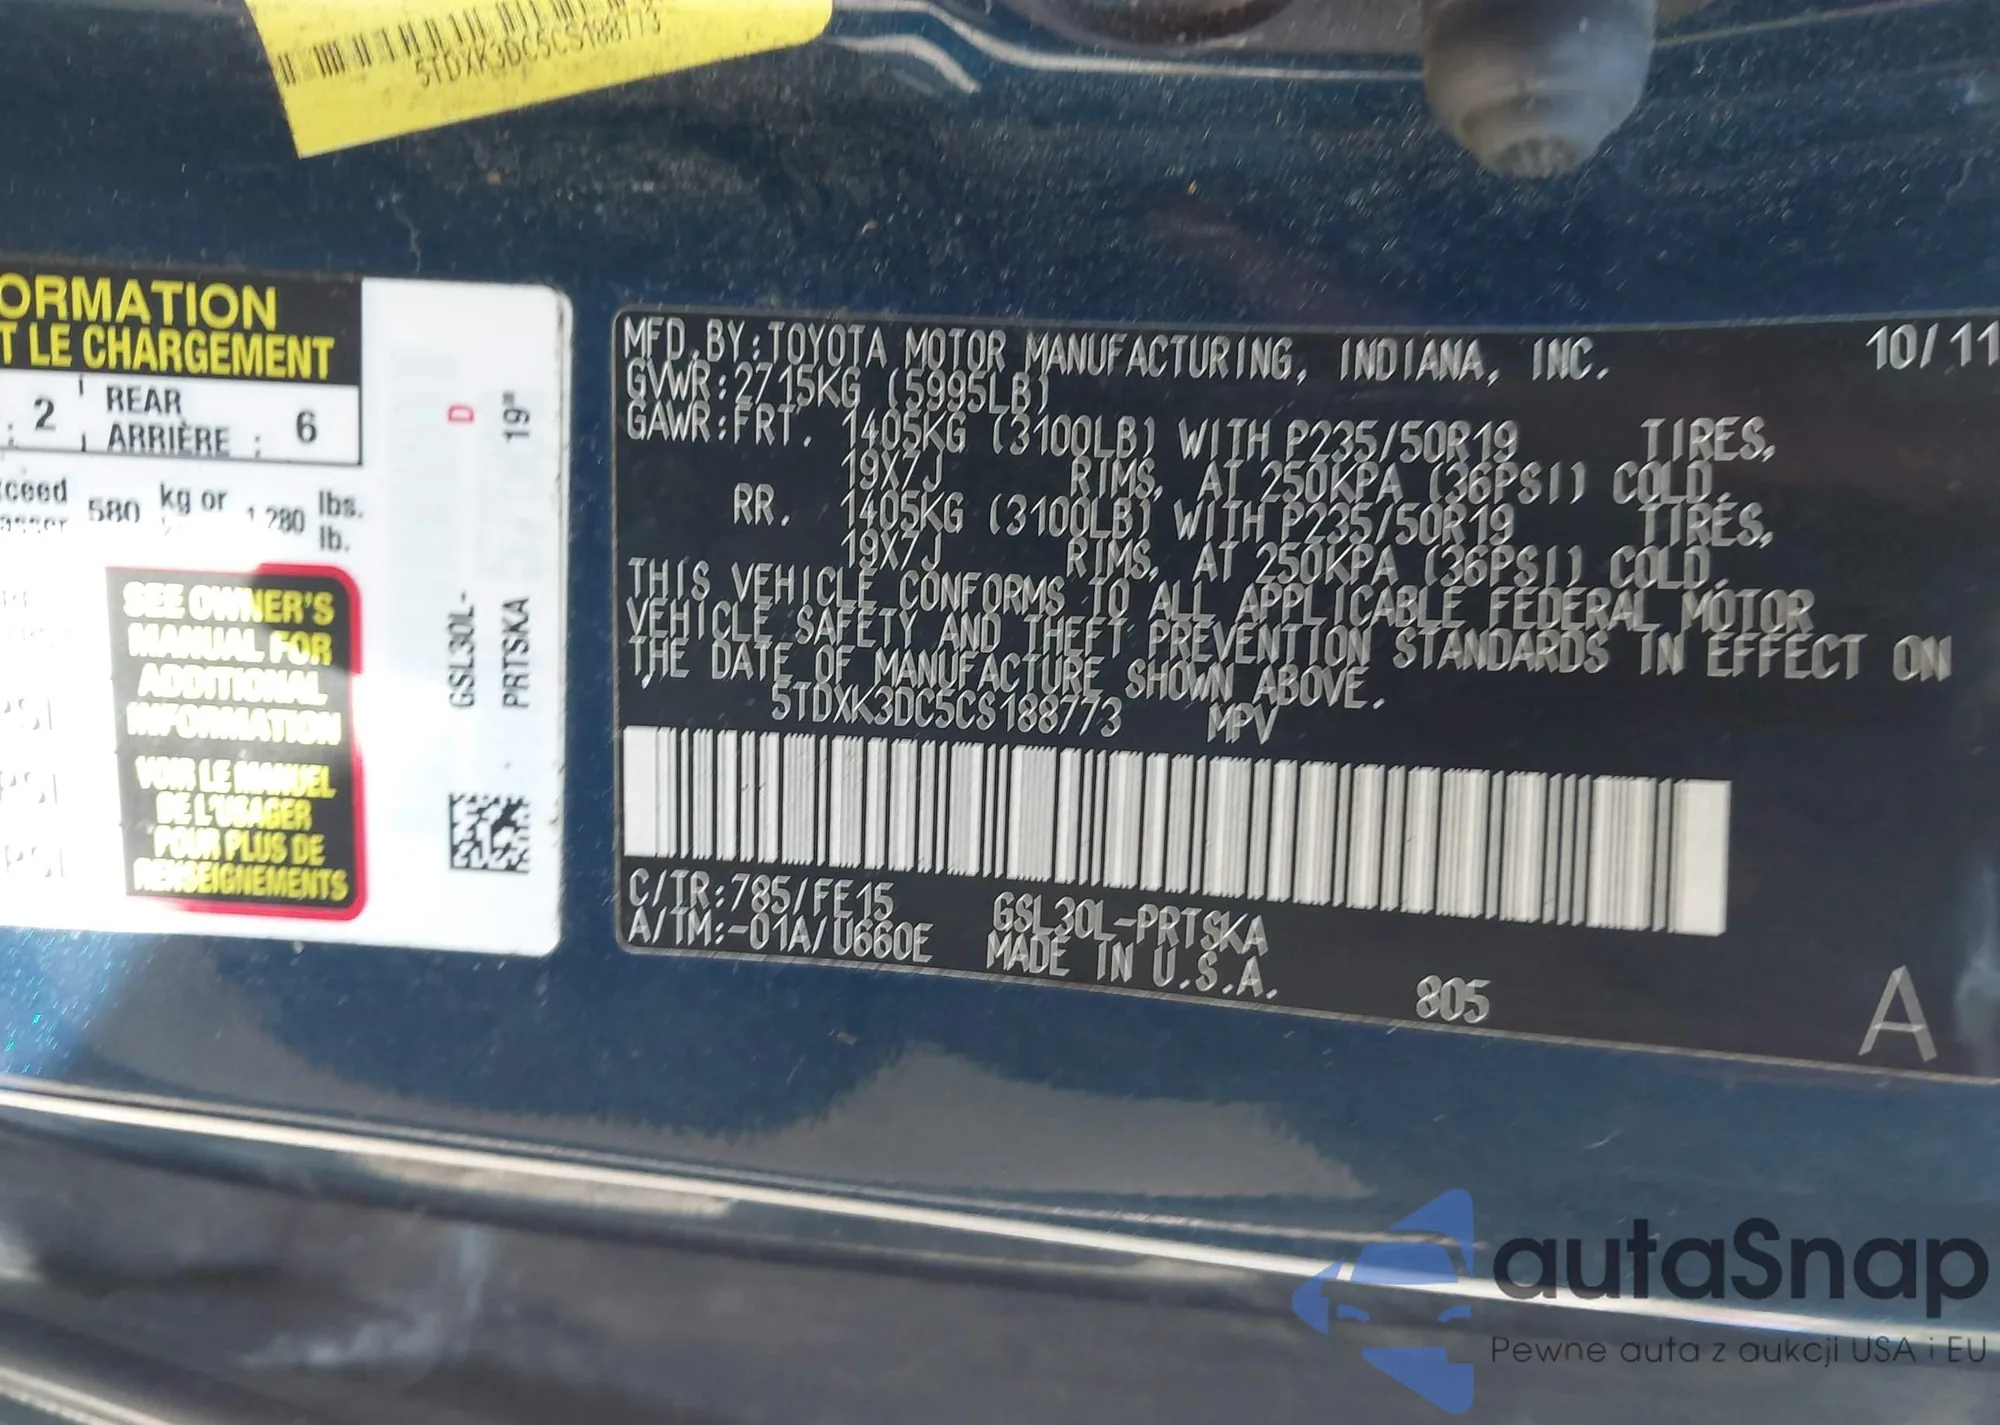 5TDXK3DC5CS188773
ORMATION
T LE CHARGEMENT
: 2 REAR
ARRIÈRE : 6
xceed 580 kg or 1 280 lbs.
lb.
SEE OWNER'S
MANUAL FOR
ADDITIONAL
INFORMATION
VOIR LE MANUEL
DE L'USAGER
POUR PLUS DE
RENSEIGNEMENTS
PSI
PSI
PSI
D
19"
GSL30L-
PRTSKA
MFD.BY:TOYOTA MOTOR MANUFACTURING, INDIANA, INC. 10/11
GVWR:2715KG (5995LB)
GAWR:FRT. 1405KG (3100LB) WITH P235/50R19 TIRES,
19X7J RIMS, AT 250KPA (36PSI) COLD.
RR. 1405KG (3100LB) WITH P235/50R19 TIRES,
19X7J RIMS, AT 250KPA (36PSI) COLD.
THIS VEHICLE CONFORMS TO ALL APPLICABLE FEDERAL MOTOR
VEHICLE SAFETY AND THEFT PREVENTION STANDARDS IN EFFECT ON
THE DATE OF MANUFACTURE SHOWN ABOVE.
5TDXK3DC5CS188773 MPV
C/TR:785/FE15 GSL30L-PRTSKA
A/TM:-01A/U660E MADE IN U.S.A.
805
A
autaSnap
Pewne auta z aukcji USA i EU